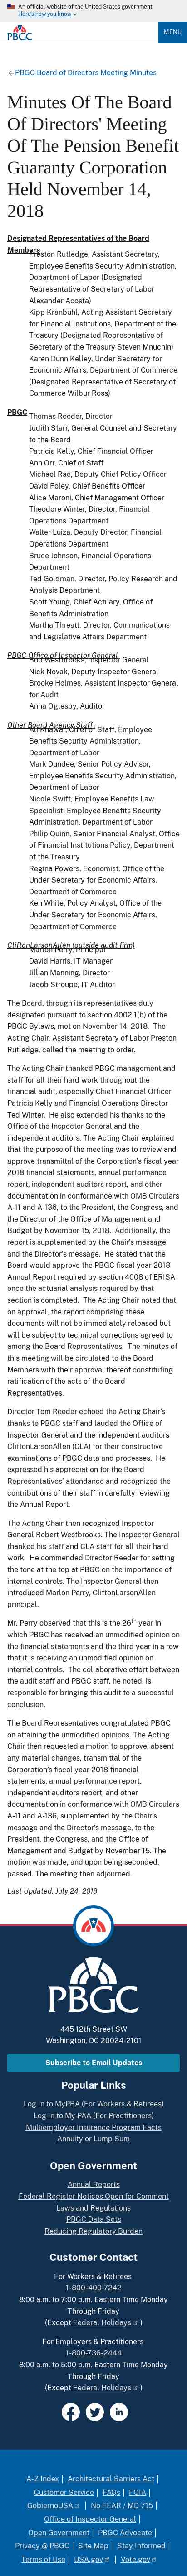 An official website of the United States government
Here's how you know
PBGC
MENU
PBGC Board of Directors Meeting Minutes
Minutes Of The Board
Of Directors' Meeting
Of The Pension Benefit
Guaranty Corporation
Held November 14,
2018
Designated Representatives of the Board
Members
Preston Rutledge, Assistant Secretary,
Employee Benefits Security Administration,
Department of Labor (Designated
Representative of Secretary of Labor
Alexander Acosta)
Kipp Kranbuhl, Acting Assistant Secretary
for Financial Institutions, Department of the
Treasury (Designated Representative of
Secretary of the Treasury Steven Mnuchin)
Karen Dunn Kelley, Under Secretary for
Economic Affairs, Department of Commerce
(Designated Representative of Secretary of
Commerce Wilbur Ross)
PBGC
Thomas Reeder, Director
Judith Starr, General Counsel and Secretary
to the Board
Patricia Kelly, Chief Financial Officer
Ann Orr, Chief of Staff
Michael Rae, Deputy Chief Policy Officer
David Foley, Chief Benefits Officer
Alice Maroni, Chief Management Officer
Theodore Winter, Director, Financial
Operations Department
Walter Luiza, Deputy Director, Financial
Operations Department
Bruce Johnson, Financial Operations
Department
Ted Goldman, Director, Policy Research and
Analysis Department
Scott Young, Chief Actuary, Office of
Benefits Administration
Martha Threatt, Director, Communications
and Legislative Affairs Department
PBGC Office of Inspector General
Bob Westbrooks, Inspector General
Nick Novak, Deputy Inspector General
Brooke Holmes, Assistant Inspector General
for Audit
Anna Oglesby, Auditor
Other Board Agency Staff
Ali Khawar, Chief of Staff, Employee
Benefits Security Administration,
Department of Labor
Mark Dundee, Senior Policy Advisor,
Employee Benefits Security Administration,
Department of Labor
Nicole Swift, Employee Benefits Law
Specialist, Employee Benefits Security
Administration, Department of Labor
Philip Quinn, Senior Financial Analyst, Office
of Financial Institutions Policy, Department
of the Treasury
Regina Powers, Economist, Office of the
Under Secretary for Economic Affairs,
Department of Commerce
Ken White, Policy Analyst, Office of the
Under Secretary for Economic Affairs,
Department of Commerce
CliftonLarsonAllen (outside audit firm)
Marlon Perry, Principal
David Harris, IT Manager
Jillian Manning, Director
Jacob Stroupe, IT Auditor
The Board, through its representatives duly
designated pursuant to section 4002.1(b) of the
PBGC Bylaws, met on November 14, 2018. The
Acting Chair, Assistant Secretary of Labor Preston
Rutledge, called the meeting to order.
The Acting Chair thanked PBGC management and
staff for all their hard work throughout the
financial year, especially Chief Financial Officer
Patricia Kelly and Financial Operations Director
Ted Winter. He also extended his thanks to the
Office of Inspector General and the independent
auditors. The Acting Chair explained
that the purpose of the meeting was to review and
approve submittal of the Corporation's fiscal year
2018 financial statements, annual performance
report, independent auditors report, and other
documentation in conformance with OMB Circulars
A-11 and A-136, to the President, the Congress,
and the Director of the Office of Management and
Budget by November 15, 2018. Additionally, all
were requested to review the Chair's message
and the Director's message. He stated that the
Board would be approving the fiscal year 2018
Annual Report required by section 4008 of ERISA
once the actuarial analysis statement and opinion
were completed. The Acting Chair then clarified
that, on approval, the report comprising these
documents may differ from what is provided here
but will be subject to technical corrections agreed
to among the Board Representatives. The minutes
of this meeting will be circulated to the Board
Members with this intention and will constitute
ratification of the acts of their Board
Representatives.
Director Tom Reeder echoed the Acting Chair's
thanks to PBGC staff and lauded the Office of
Inspector General and the independent auditors
CliftonLarsonAllen (CLA) for their constructive
exploration of PBGC data and processes. He
expressed his appreciation for the Board
Representatives' availability and the substantial
contributions of their staff in carefully reviewing
the Annual Report.
The Acting Chair then recognized Inspector
General Robert Westbrooks. The Inspector General
thanked his staff and CLA staff for all their hard
work. He commended Director Reeder for setting
the tone at the top that PBGC is committed to
internal controls. The Inspector General then
introduced Marlon Perry, CliftonLarsonAllen
principal.
Mr. Perry observed that this is the 26th year in
which PBGC has received an unmodified opinion on
the financial statements and the third year in a row
that it has received an unmodified opinion on
internal controls. The collaborative effort between
the audit staff and PBGC staff, he noted, is
responsible for bringing this audit to a successful
conclusion.
The Board Representatives congratulated PBGC
on the anticipated unmodified opinions. The Acting
Chair then took a motion to approve, absent
any material changes, transmittal of the
Corporation's fiscal year 2018 financial
statements, annual performance report,
independent auditors report, and other
documentation in conformance with OMB Circulars
A-11 and A-136, supplemented by the Chair's
message and the Director's message, to the
President, the Congress, and the Office of
Management and Budget by November 15. The
motion was made, and upon being seconded,
carried. The meeting then adjourned.
Last Updated: July 24, 2019
PBGC
445 12th Street SW
Washington, DC 20024-2101
Subscribe to Email Updates
Popular Links
Log In to MyPBA (For Workers & Retirees)
Log In to My PAA (For Practitioners)
Multiemployer Insurance Program Facts
Annuity or Lump Sum
Open Government
Annual Reports
Federal Register Notices Open for Comment
Laws and Regulations
PBGC Data Sets
Reducing Regulatory Burden
Customer Contact
For Workers & Retirees
1-800-400-7242
8:00 a.m. to 7:00 p.m. Eastern Time Monday
Through Friday
(Except Federal Holidays )
For Employers & Practitioners
1-800-736-2444
8:00 a.m. to 5:00 p.m. Eastern Time Monday
Through Friday
(Except Federal Holidays )
A-Z Index | Architectural Barriers Act |
Customer Service | FAQs | FOIA |
GobiernoUSA | No FEAR / MD 715 |
Office of Inspector General |
Open Government | PBGC Advocate |
Privacy @ PBGC | Site Map | Stay Informed |
Terms of Use | USA.gov | Vote.gov